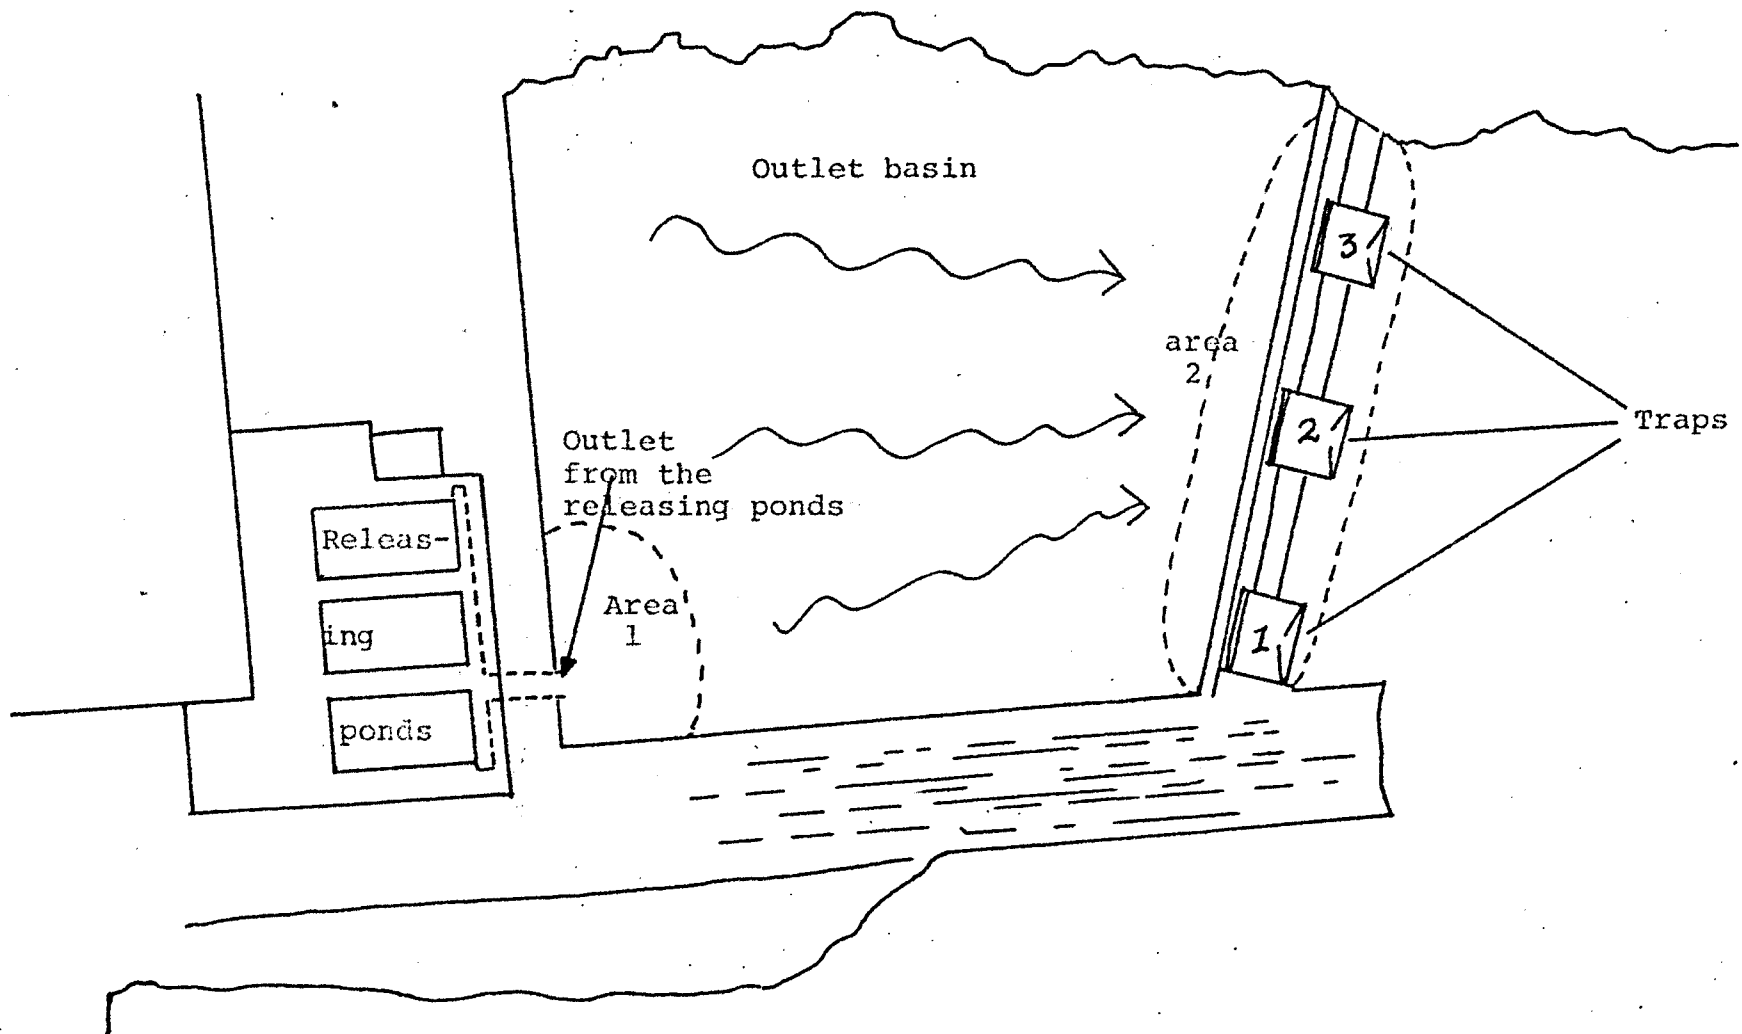 Outlet basin
3
area
2
Traps
2
Outlet
from the
releasing ponds
Releas-
Area
1
ing
1
ponds